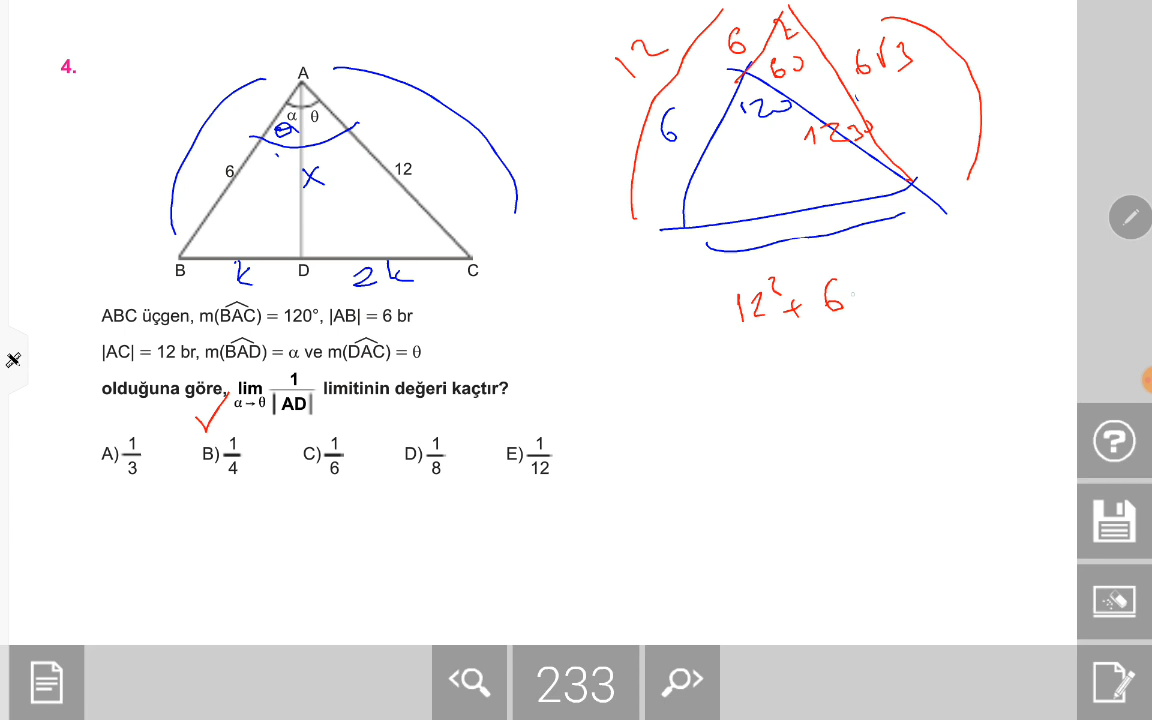 4.
A
α θ
θ
6
x
12
B
k
D
2k
C
ABC üçgen, m(BAC) = 120°, |AB| = 6 br
|AC| = 12 br, m(BAD) = α ve m(DAC) = θ
olduğuna göre, lim α→θ 1/|AD| limitinin değeri kaçtır?
A) 1/3 B) 1/4 C) 1/6 D) 1/8 E) 1/12
12
6
60
6√3
6
120
12² + 6
233
?